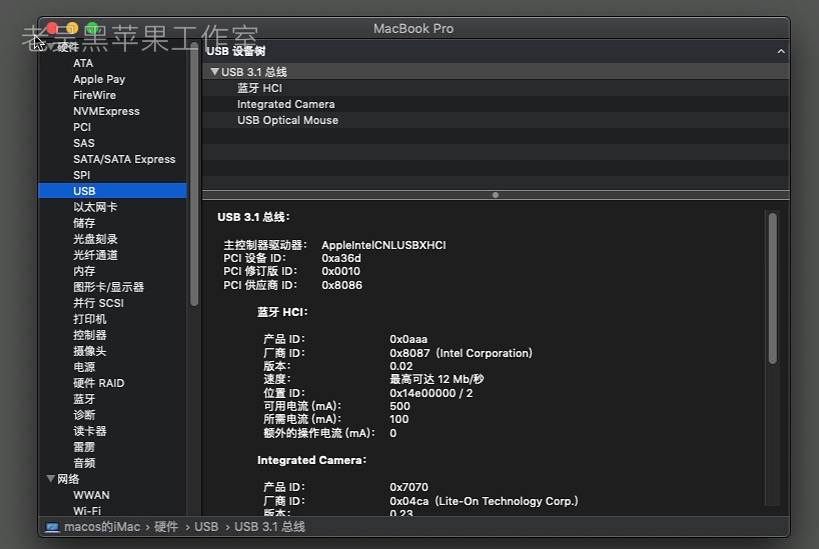 老吴黑苹果工作室
MacBook Pro
硬件
ATA
Apple Pay
FireWire
NVMExpress
PCI
SAS
SATA/SATA Express
SPI
USB
以太网卡
储存
光盘刻录
光纤通道
内存
图形卡/显示器
并行 SCSI
打印机
控制器
摄像头
电源
硬件 RAID
蓝牙
诊断
读卡器
雷雳
音频
网络
WWAN
Wi-Fi
USB 设备树
USB 3.1 总线
蓝牙 HCI
Integrated Camera
USB Optical Mouse
USB 3.1 总线:
主控制器驱动器: AppleIntelCNLUSBXHCI
PCI 设备 ID: 0xa36d
PCI 修订版 ID: 0x0010
PCI 供应商 ID: 0x8086
蓝牙 HCI:
产品 ID: 0x0aaa
厂商 ID: 0x8087 (Intel Corporation)
版本: 0.02
速度: 最高可达 12 Mb/秒
位置 ID: 0x14e00000 / 2
可用电流 (mA): 500
所需电流 (mA): 100
额外的操作电流 (mA): 0
Integrated Camera:
产品 ID: 0x7070
厂商 ID: 0x04ca (Lite-On Technology Corp.)
版本: 0.23
macos的iMac › 硬件 › USB › USB 3.1 总线